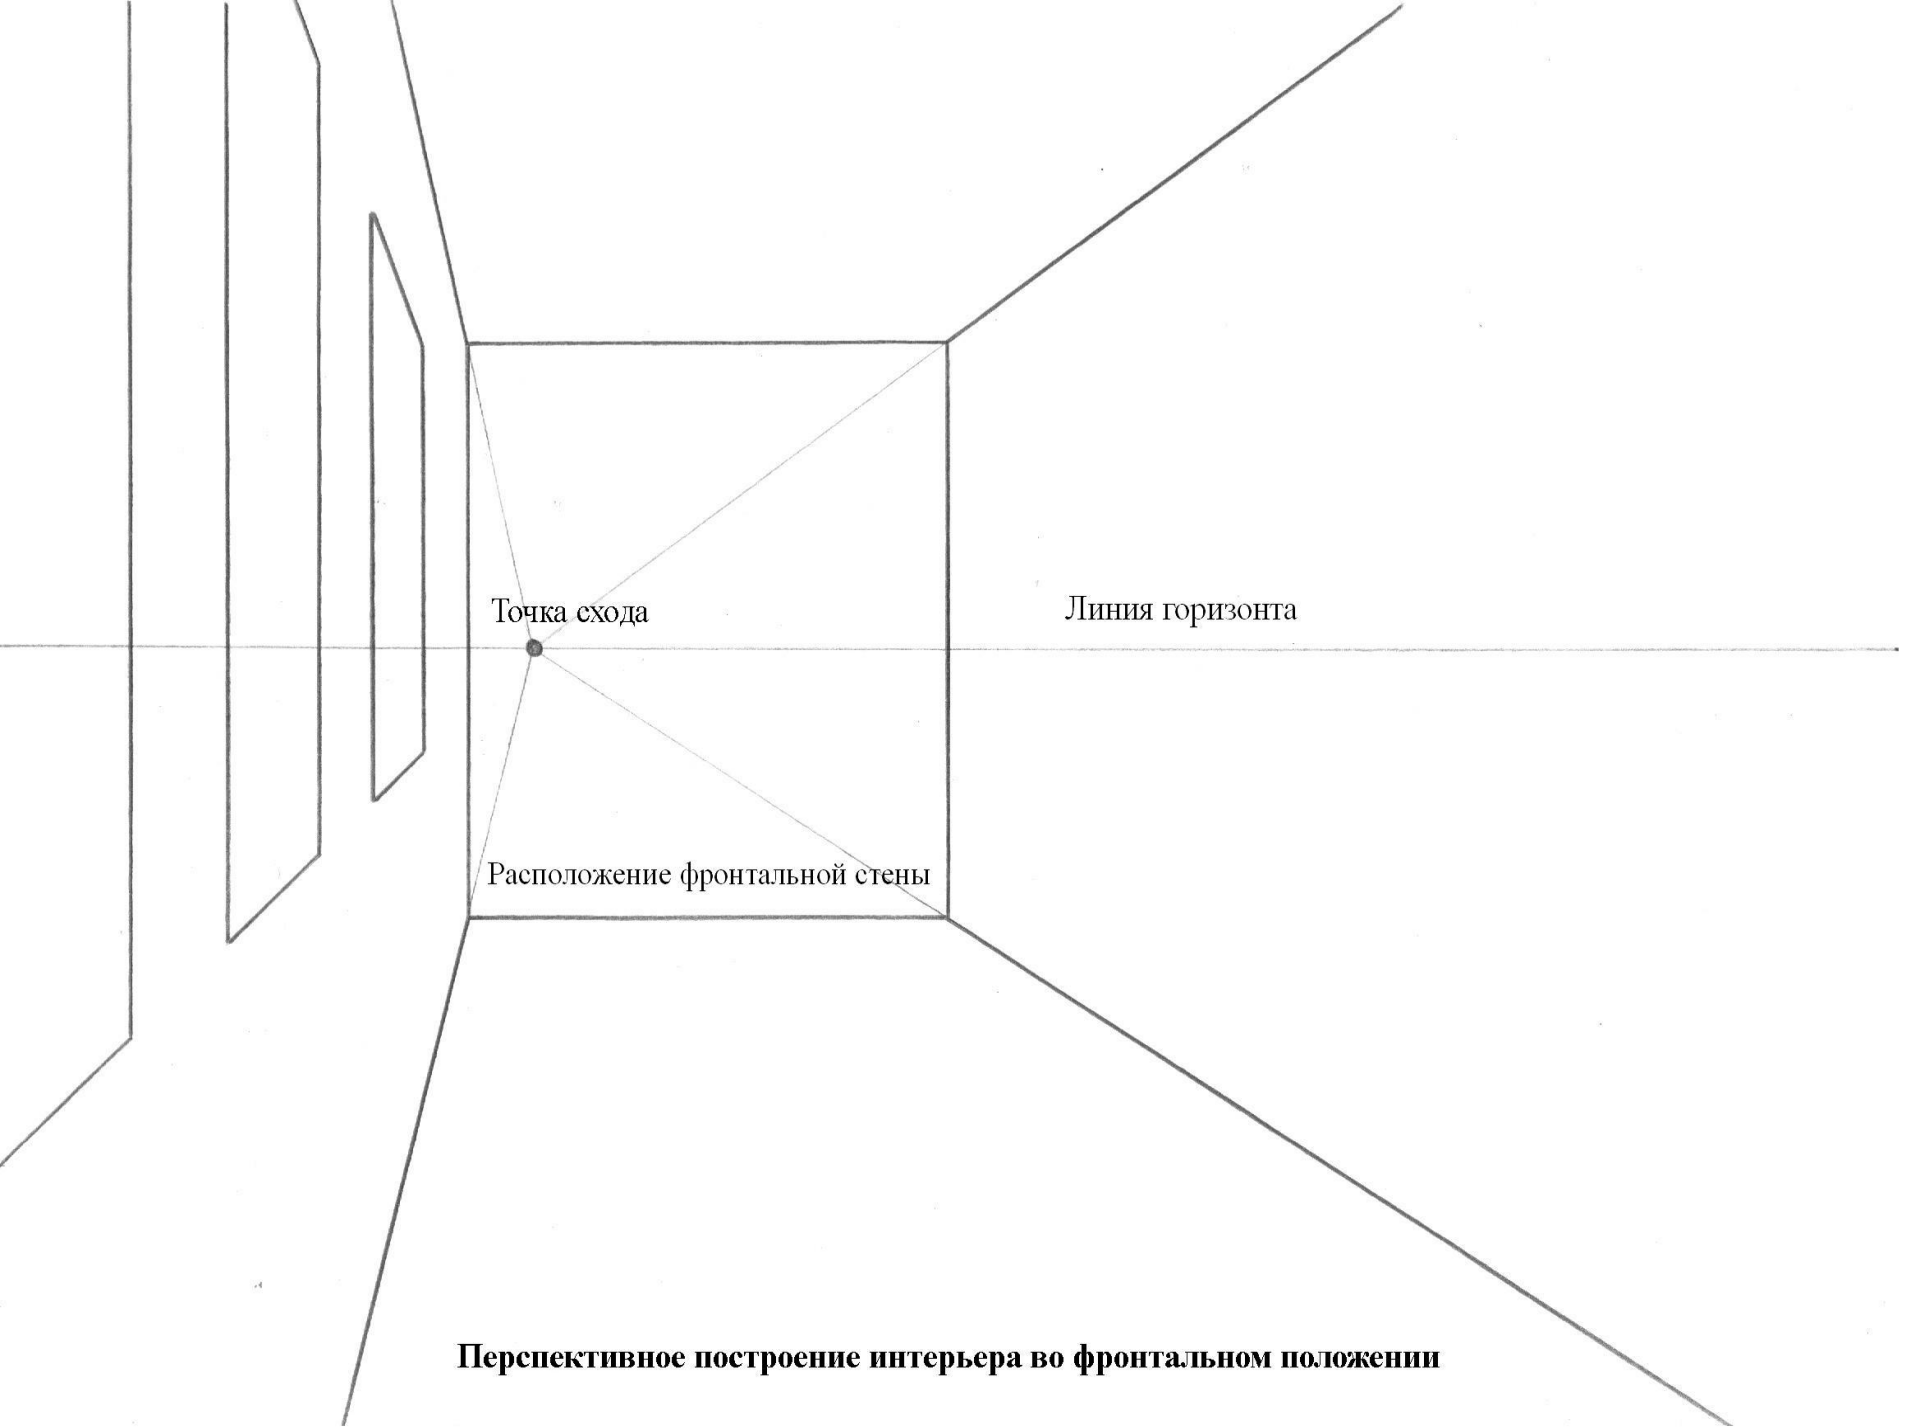 Точка схода
Линия горизонта
Расположение фронтальной стены
Перспективное построение интерьера во фронтальном положении